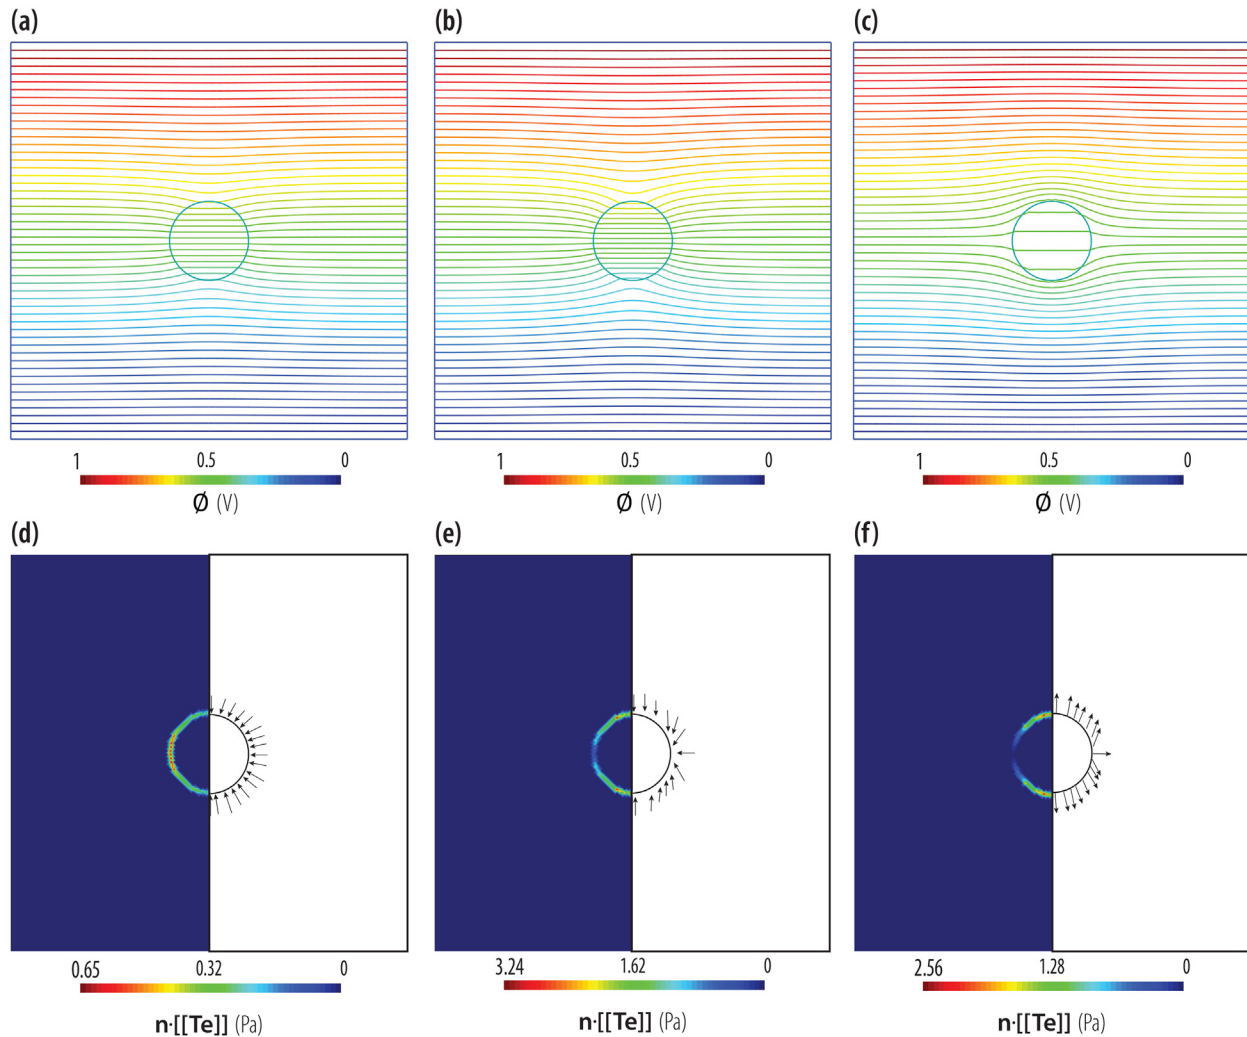 (a) (b) (c)
1 0.5 0 1 0.5 0 1 0.5 0
Ø (V) Ø (V) Ø (V)
(d) (e) (f)
0.65 0.32 0 3.24 1.62 0 2.56 1.28 0
n·[[Te]] (Pa) n·[[Te]] (Pa) n·[[Te]] (Pa)